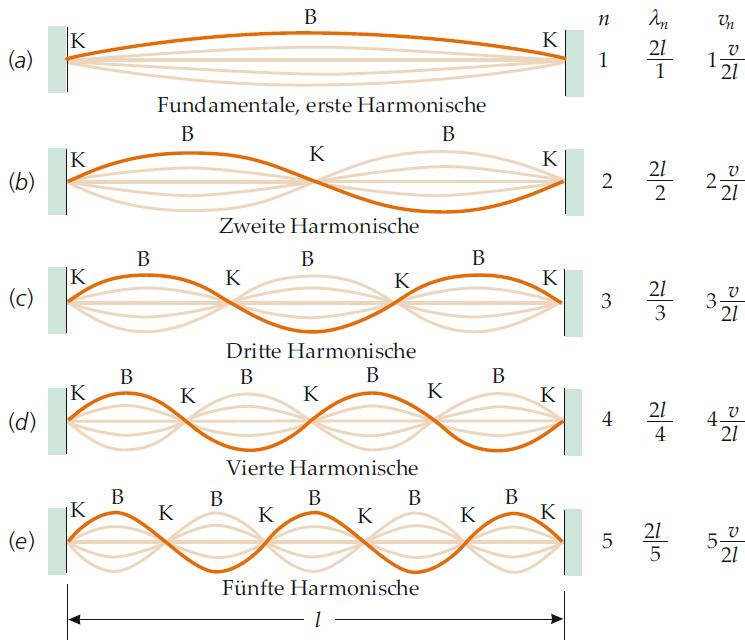 B n λₙ νₙ
(a) K K 1 2l/1 1 v/2l
Fundamentale, erste Harmonische
B B
(b) K K K 2 2l/2 2 v/2l
Zweite Harmonische
B B B
(c) K K K K 3 2l/3 3 v/2l
Dritte Harmonische
B B B B
(d) K K K K K 4 2l/4 4 v/2l
Vierte Harmonische
B B B B B
(e) K K K K K K 5 2l/5 5 v/2l
Fünfte Harmonische
l